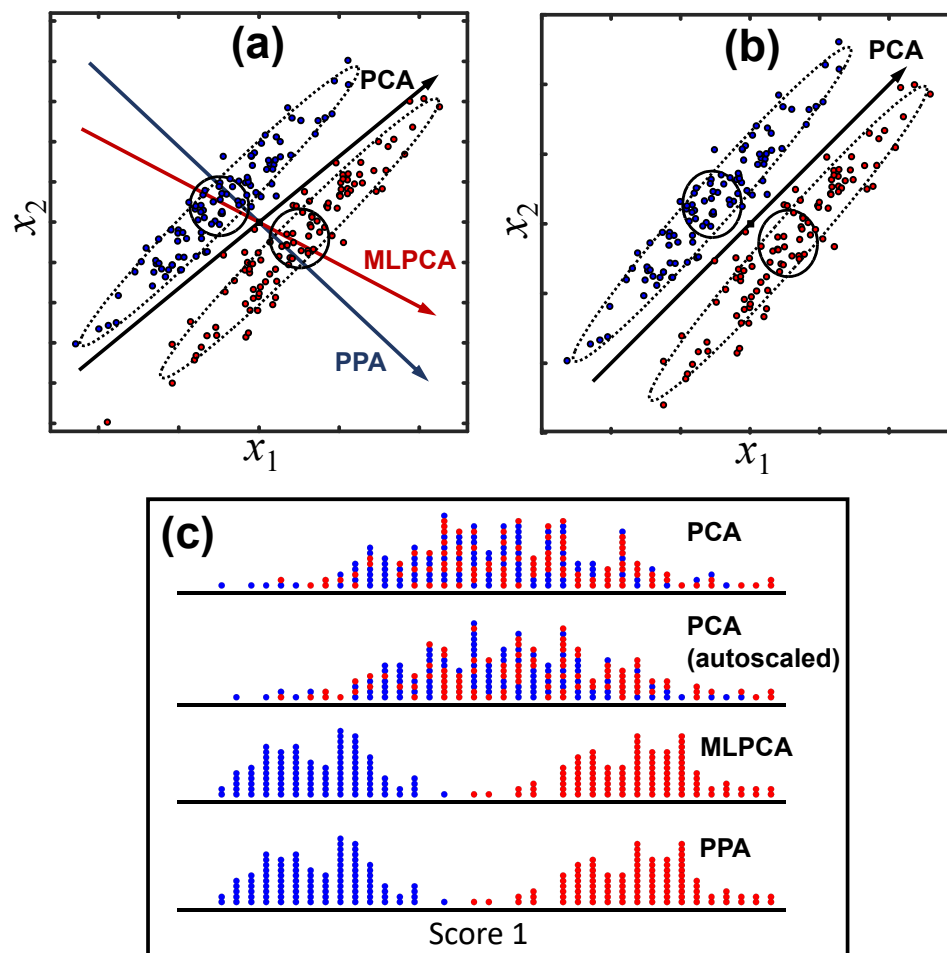 (a)
PCA
x2
MLPCA
PPA
x1
(b)
PCA
x2
x1
(c)
PCA
PCA
(autoscaled)
MLPCA
PPA
Score 1